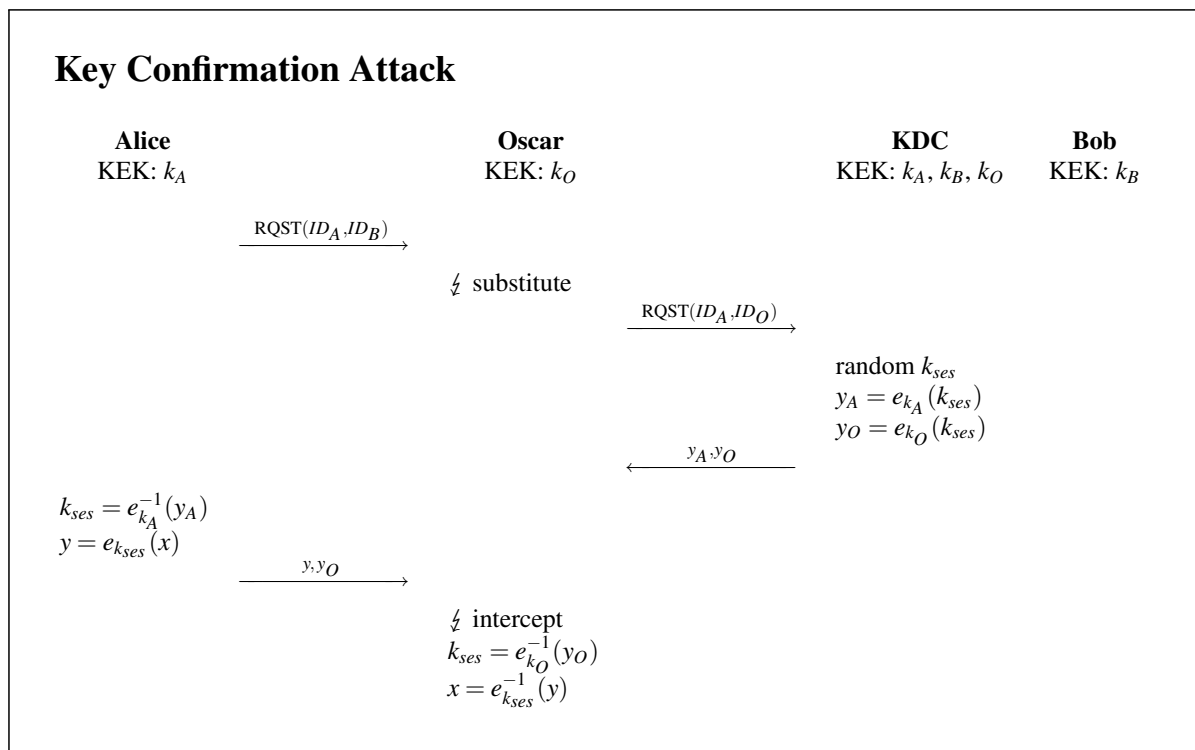 Key Confirmation Attack
Alice Oscar KDC Bob
KEK: k_A KEK: k_O KEK: k_A, k_B, k_O KEK: k_B
RQST(ID_A,ID_B)
↯ substitute
RQST(ID_A,ID_O)
random k_ses
y_A = e_{k_A}(k_ses)
y_O = e_{k_O}(k_ses)
y_A,y_O
k_ses = e^{-1}_{k_A}(y_A)
y = e_{k_ses}(x)
y,y_O
↯ intercept
k_ses = e^{-1}_{k_O}(y_O)
x = e^{-1}_{k_ses}(y)